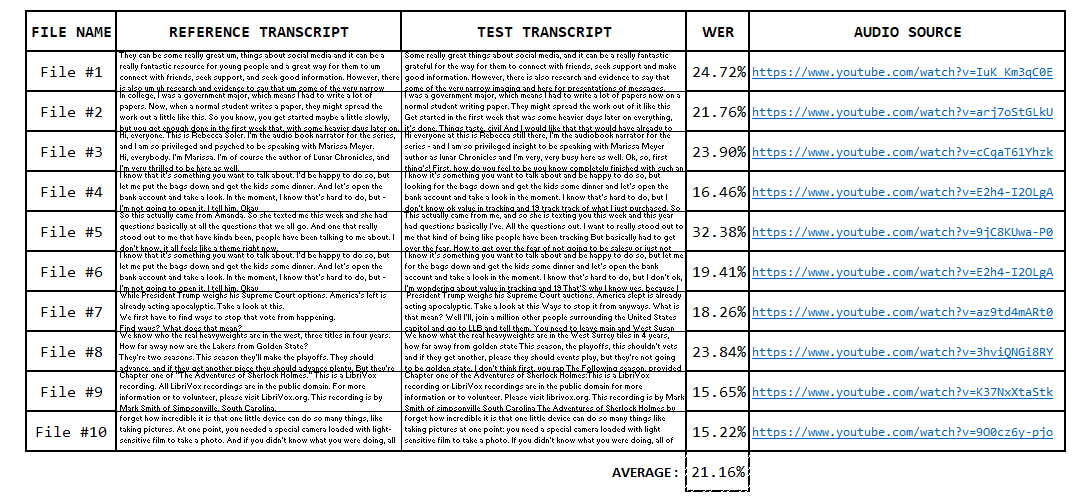 FILE NAME REFERENCE TRANSCRIPT TEST TRANSCRIPT WER AUDIO SOURCE
File #1
They can be some really great um, things about social media and it can be a
really fantastic resource for young people and a great way for them to um
connect with friends, seek support, and seek good information. However, there
is also um uh research and evidence to say that um some of the very narrow
Some really great things about social media, and it can be a really fantastic
grateful for the way for them to connect with friends, seek support, and make
good information. However, there is also research and evidence to say that
some of the very narrow imaging and here for presentations of messages.
24.72% https://www.youtube.com/watch?v=IuK_Km3qC0E
File #2
In college, I was a government major, which means I had to write a lot of
papers. Now, when a normal student writes a paper, they might spread the
work out a little like this. So you know, you get started maybe a little slowly,
but you get enough done in the first week that, with some heavier days later on,
I was a government major, which means I had to write a lot of papers now on a
normal student writing paper. They might spread the work out of it like this
Get started in the first week that was some heavier days later on everything,
it's done. Things taste, civil And I would like that that would have already to
21.76% https://www.youtube.com/watch?v=arj7oStGLkU
File #3
Hi, everyone. This is Rebecca Soler. I'm the audio book narrator for the series,
and I am so privileged and psyched to be speaking with Marissa Meyer.
Hi, everybody. I'm Marissa. I'm of course the author of Lunar Chronicles, and
I'm very thrilled to be here as well.
Hi everyone at this is Rebecca still there, I'm the audiobook narrator for the
series - and I am so privileged insight to be speaking with Marissa Meyer
author as lunar Chronicles and I'm very, very busy here as well. Ok, so, first
thing's! First, how do you feel to be you know completely finished with such an
23.90% https://www.youtube.com/watch?v=cCqaT61Yhzk
File #4
I know that it's something you want to talk about. I'd be happy to do so, but
let me put the bags down and get the kids some dinner. And let's open the
bank account and take a look. In the moment, I know that's hard to do, but -
I'm not going to open it, I tell him. Okay
I know it's something you want to talk about and be happy to do so, but
looking for the bags down and get the kids some dinner and let's open the
bank account and take a look in the moment. I know that's hard to do, but I
don't know ok value in tracking and 19 track track of what I just purchased. So
16.46% https://www.youtube.com/watch?v=E2h4-I2OLgA
File #5
So this actually came from Amanda. So she texted me this week and she had
questions basically at all the questions that we all go. And one that really
stood out to me that have kinda been, people have been talking to me about. I
don't know, it all feels like a theme right now.
This actually came from me, and so she is texting you this week and this year
had questions basically I've. All the questions out. I want to really stood out to
me that kind of being like people have been tracking But basically had to get
over the fear. How to get over the fear of not going to be salesy or just not
32.38% https://www.youtube.com/watch?v=9jC8KUwa-P0
File #6
I know that it's something you want to talk about. I'd be happy to do so, but
let me put the bags down and get the kids some dinner. And let's open the
bank account and take a look. In the moment, I know that's hard to do, but -
I'm not going to open it, I tell him. Okay
I know that it's something you want to talk about and be happy to do so, but let me
for the bags down and get the kids some dinner and let's open the bank
account and take a look in the moment. I know that's hard to do, but I don't ok,
I'm wondering about value in tracking and 19 That'S why I know yes, because I
19.41% https://www.youtube.com/watch?v=E2h4-I2OLgA
File #7
While President Trump weighs his Supreme Court options. America's left is
already acting apocalyptic. Take a look at this.
We first have to find ways to stop that vote from happening.
Find ways? What does that mean?
President Trump weighs his Supreme Court auctions. America slept is already
acting apocalyptic. Take a look at this Ways to stop it from anyways. What is
that mean? Well I'll, join a million other people surrounding the United States
capitol and go to LLB and tell them. You need to leave main and West Susan
18.26% https://www.youtube.com/watch?v=az9td4mARt0
File #8
We know who the real heavyweights are in the west, three titles in four years.
How far away now are the Lakers from Golden State?
They're two seasons. This season they'll make the playoffs. They should
advance, and if they get another piece they should advance plenty. But they're
We know what the real heavyweights are in the West Surrey titles in 4 years,
how far away from golden state This season, the playoffs, this shouldn't vets
and if they get another, please they should events play, but they're not going
to be golden state. I don't think first, you rap The Following season, provided
23.84% https://www.youtube.com/watch?v=3hviQNGi8RY
File #9
Chapter one of "The Adventures of Sherlock Holmes." This is a LibriVox
recording. All LibriVox recordings are in the public domain. For more
information or to volunteer, please visit LibriVox.org. This recording is by
Mark Smith of Simpsonville, South Carolina.
Chapter one of the Adventures of Sherlock Holmes:This is a LibriVox
recording or LibriVox recordings are in the public domain for more
information or to volunteer. Please visit librivox.org. This recording is by Mark
Smith of simpsonville South Carolina The Adventures of Sherlock Holmes by
15.65% https://www.youtube.com/watch?v=K37NxXtaStk
File #10
forget how incredible it is that one little device can do so many things, like
taking pictures. At one point, you needed a special camera loaded with light-
sensitive film to take a photo. And if you didn't know what you were doing, all
forget how incredible it is that one little device can do so many things like
taking pictures at one point: you need a special camera loaded with light
sensitive film to take a photo. If you didn't know what you were doing, all of
15.22% https://www.youtube.com/watch?v=9O0cz6y-pjo
AVERAGE: 21.16%